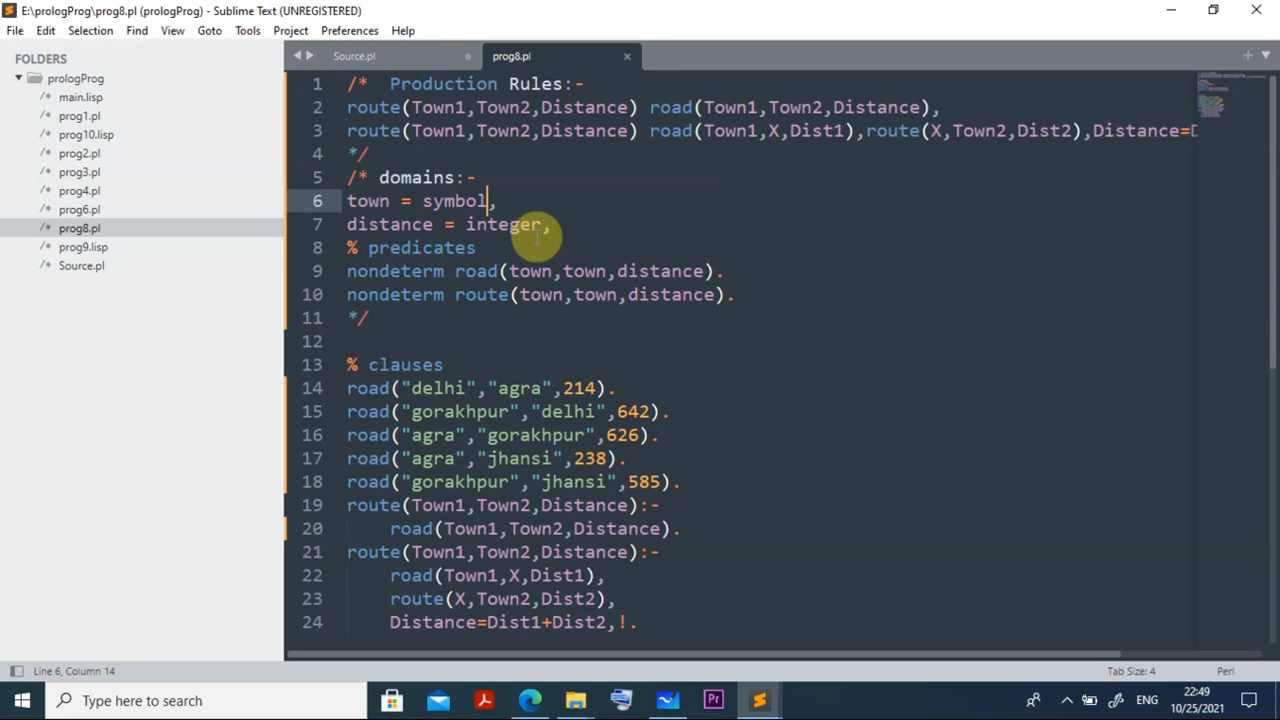 E:\prologProg\prog8.pl (prologProg) - Sublime Text (UNREGISTERED)
File Edit Selection Find View Goto Tools Project Preferences Help
FOLDERS
prologProg
/* main.lisp
/* prog1.pl
/* prog10.lisp
/* prog2.pl
/* prog3.pl
/* prog4.pl
/* prog6.pl
/* prog8.pl
/* prog9.lisp
/* Source.pl
Source.pl
prog8.pl
1 /*  Production Rules:-
2 route(Town1,Town2,Distance) road(Town1,Town2,Distance),
3 route(Town1,Town2,Distance) road(Town1,X,Dist1),route(X,Town2,Dist2),Distance=
4 */
5 /* domains:-
6 town = symbol,
7 distance = integer,
8 % predicates
9 nondeterm road(town,town,distance).
10 nondeterm route(town,town,distance).
11 */
12
13 % clauses
14 road("delhi","agra",214).
15 road("gorakhpur","delhi",642).
16 road("agra","gorakhpur",626).
17 road("agra","jhansi",238).
18 road("gorakhpur","jhansi",585).
19 route(Town1,Town2,Distance):-
20     road(Town1,Town2,Distance).
21 route(Town1,Town2,Distance):-
22     road(Town1,X,Dist1),
23     route(X,Town2,Dist2),
24     Distance=Dist1+Dist2,!.
Line 6, Column 14
Tab Size: 4
Perl
Type here to search
Pr
ENG
22:49
10/25/2021